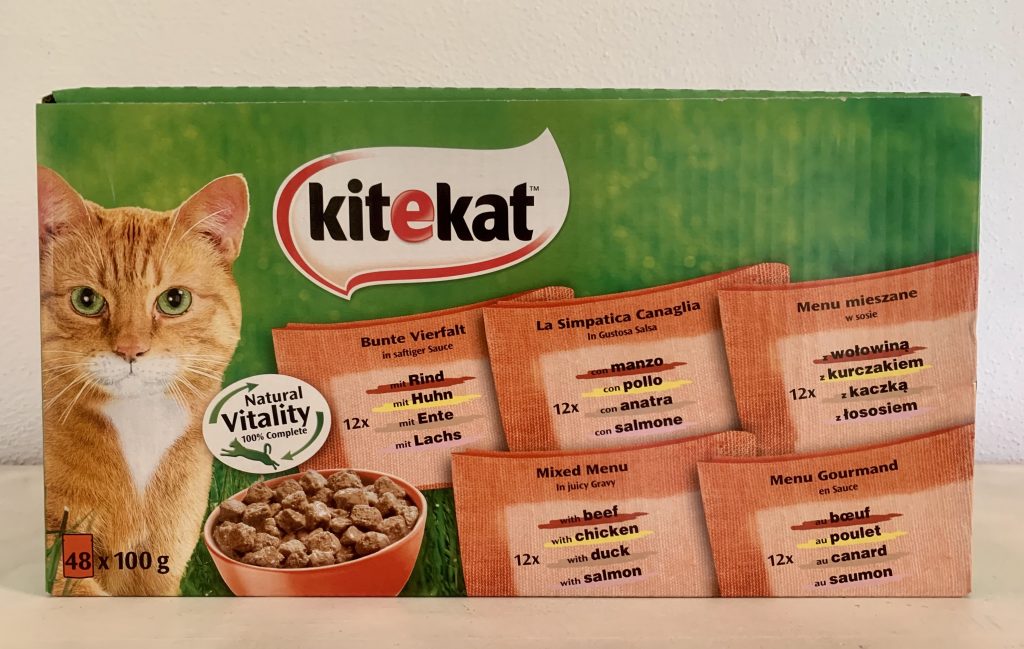 kitekat™
Bunte Vierfalt
in saftiger Sauce
12x
mit Rind
mit Huhn
mit Ente
mit Lachs
La Simpatica Canaglia
In Gustosa Salsa
12x
con manzo
con pollo
con anatra
con salmone
Menu mieszane
w sosie
12x
z wołowiną
z kurczakiem
z kaczką
z łososiem
Natural
Vitality
100% Complete
Mixed Menu
In juicy Gravy
12x
with beef
with chicken
with duck
with salmon
Menu Gourmand
en Sauce
12x
au bœuf
au poulet
au canard
au saumon
48 x 100 g